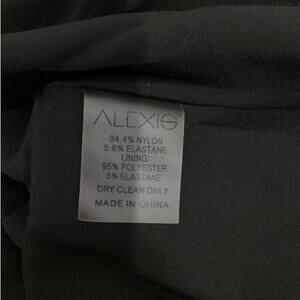 ALEXIS
94.4% NYLON
5.6% ELASTANE
LINING:
95% POLYESTER
5% ELASTANE
DRY CLEAN ONLY
MADE IN CHINA